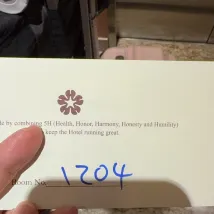 by combining 5H (Health, Honor, Harmony, Honesty and Humility)
keep the Hotel running great.
Room No. 1204